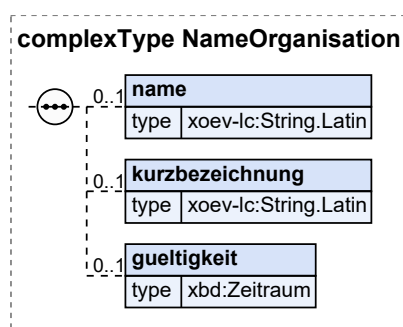 complexType NameOrganisation
0..1 name
type xoev-lc:String.Latin
0..1 kurzbezeichnung
type xoev-lc:String.Latin
0..1 gueltigkeit
type xbd:Zeitraum